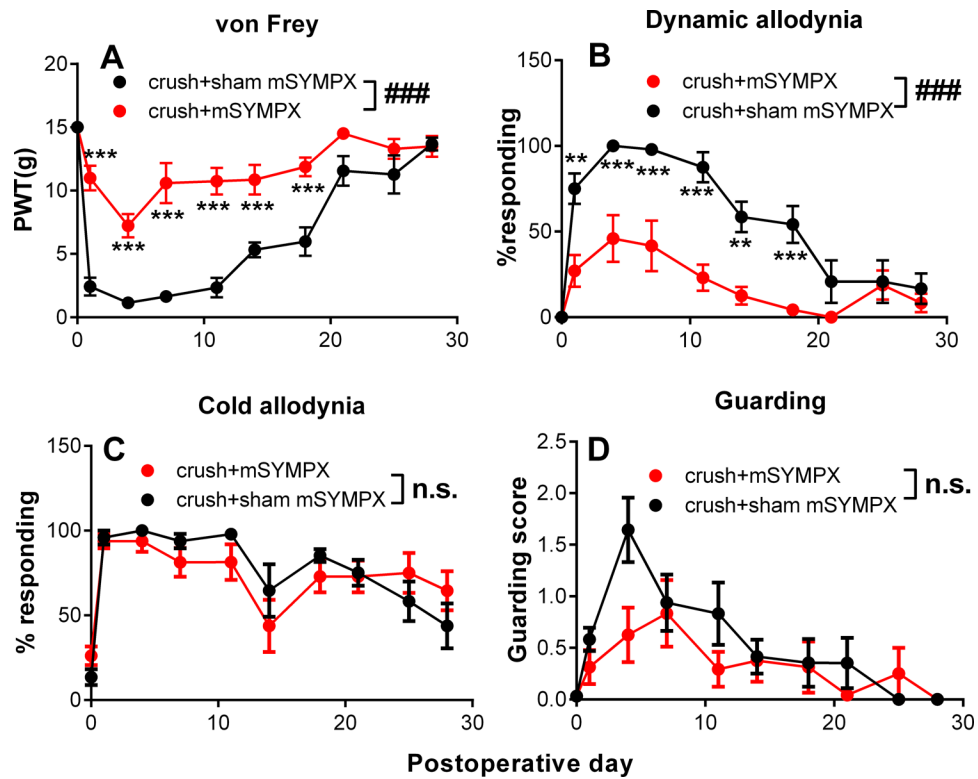 von Frey
A
crush+sham mSYMPX
crush+mSYMPX
###
PWT(g)
20
15
10
5
0
***
***
***
***
***
***
0
10
20
30
Dynamic allodynia
B
crush+mSYMPX
crush+sham mSYMPX
###
%responding
150
100
50
0
**
***
***
***
**
***
0
10
20
30
Cold allodynia
C
crush+mSYMPX
crush+sham mSYMPX
n.s.
% responding
150
100
50
0
0
10
20
30
Guarding
D
crush+mSYMPX
crush+sham mSYMPX
n.s.
Guarding score
2.5
2.0
1.5
1.0
0.5
0.0
0
10
20
30
Postoperative day